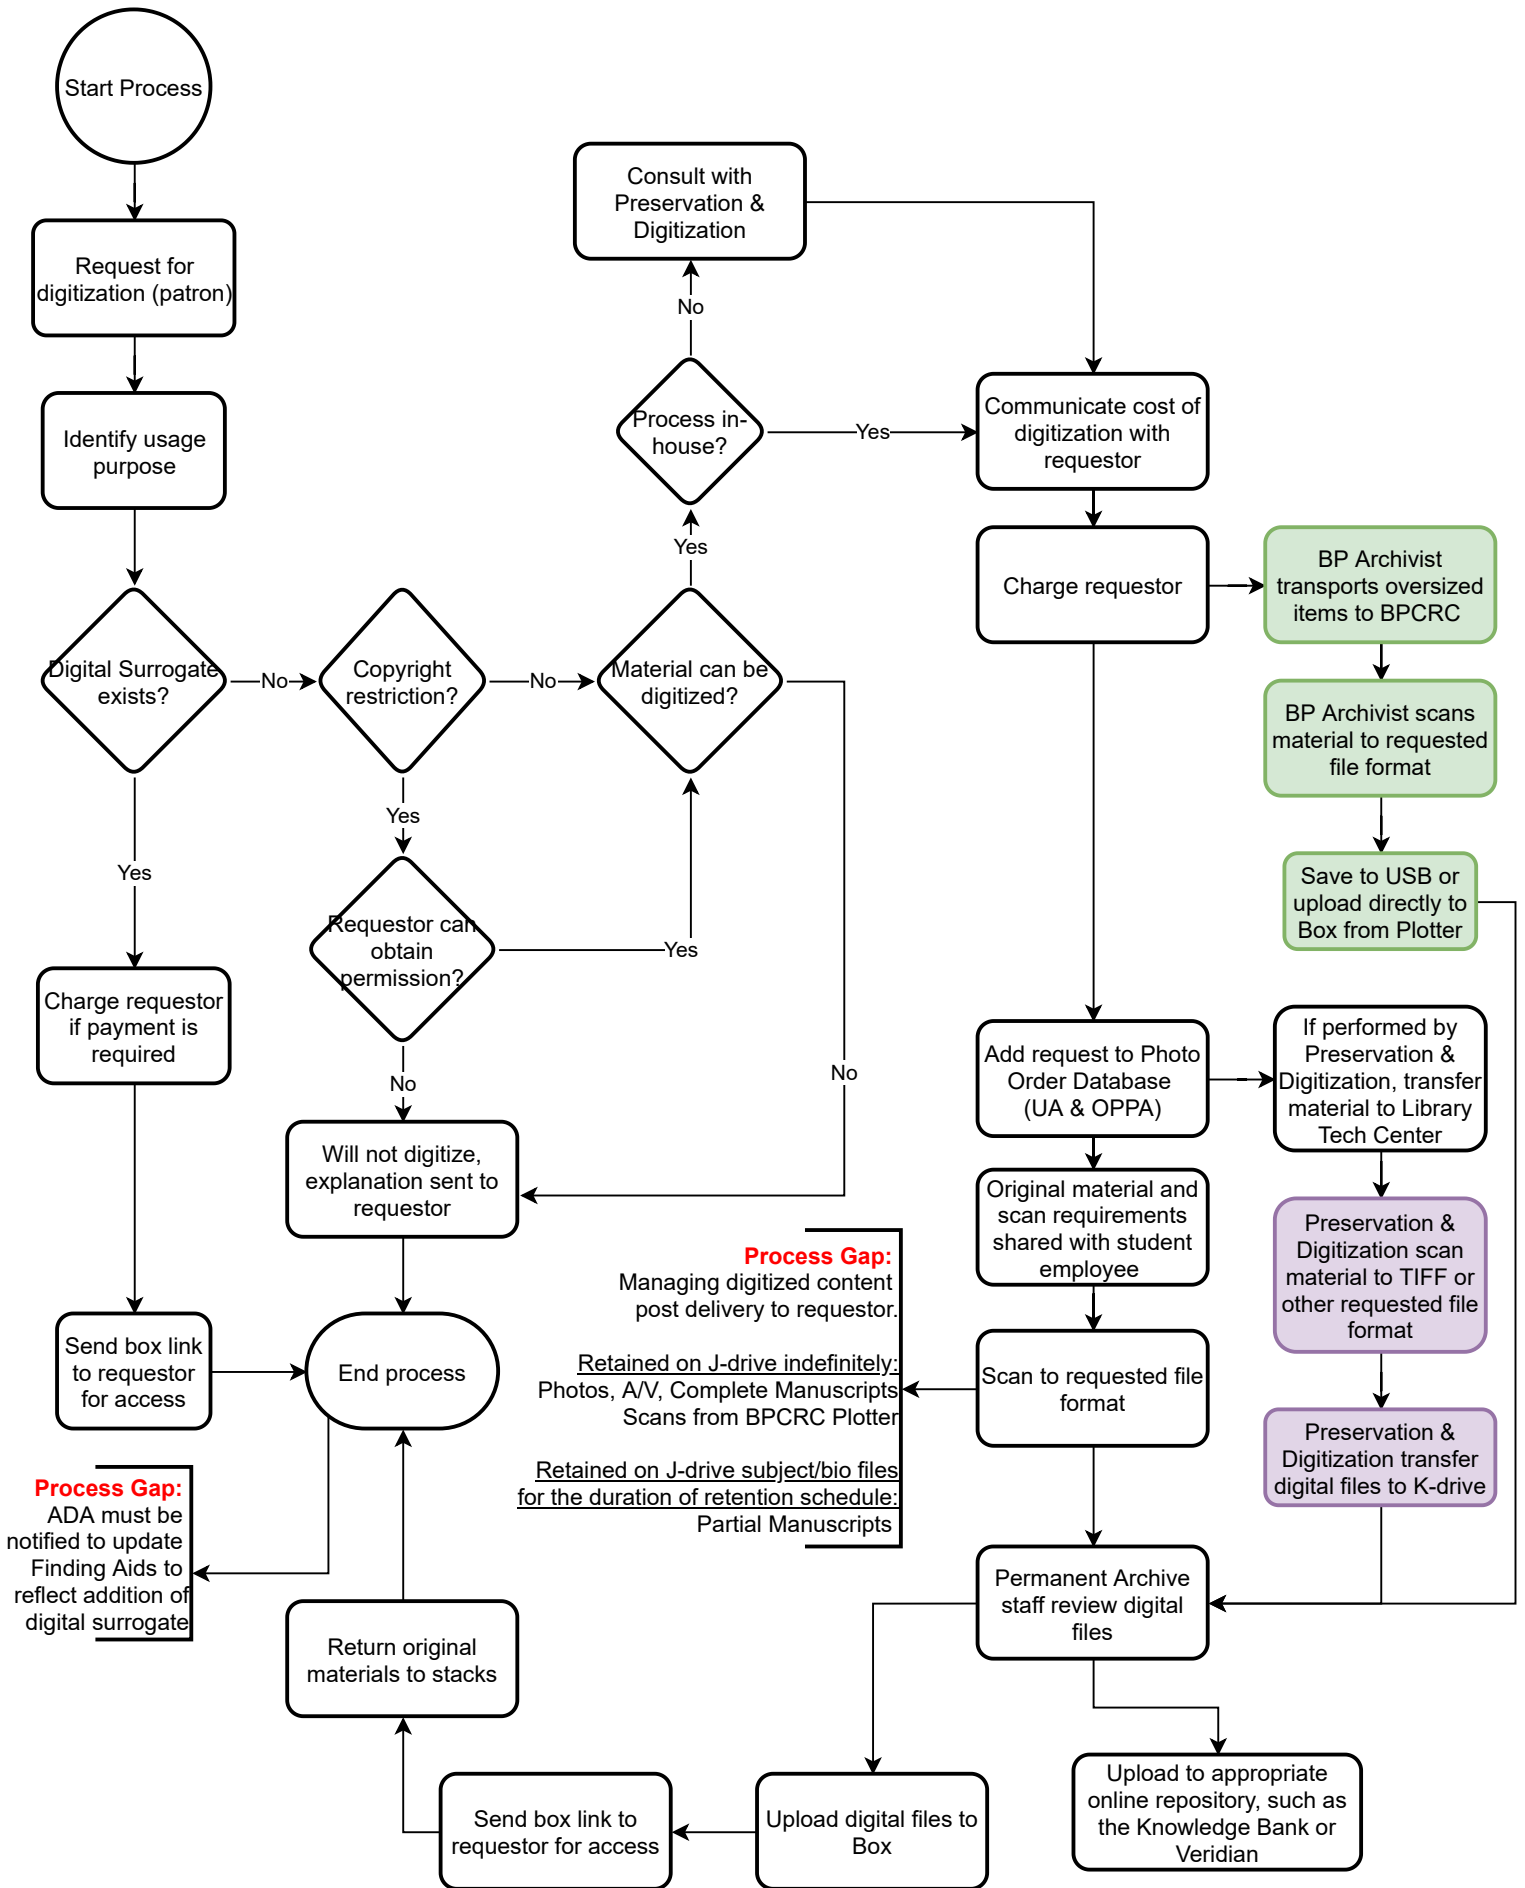 Start Process
Request for
digitization (patron)
Identify usage
purpose
Digital Surrogate
exists?
No
Copyright
restriction?
No
Material can be
digitized?
Yes
Process in-
house?
No
Consult with
Preservation &
Digitization
Yes
Communicate cost of
digitization with
requestor
Charge requestor
BP Archivist
transports oversized
items to BPCRC
BP Archivist scans
material to requested
file format
Save to USB or
upload directly to
Box from Plotter
Yes
Requestor can
obtain
permission?
Yes
No
No
Will not digitize,
explanation sent to
requestor
Yes
Charge requestor
if payment is
required
Send box link
to requestor
for access
End process
Process Gap:
ADA must be
notified to update
Finding Aids to
reflect addition of
digital surrogate
Add request to Photo
Order Database
(UA & OPPA)
If performed by
Preservation &
Digitization, transfer
material to Library
Tech Center
Original material and
scan requirements
shared with student
employee
Preservation &
Digitization scan
material to TIFF or
other requested file
format
Process Gap:
Managing digitized content
post delivery to requestor.
Retained on J-drive indefinitely:
Photos, A/V, Complete Manuscripts
Scans from BPCRC Plotter
Retained on J-drive subject/bio files
for the duration of retention schedule:
Partial Manuscripts
Scan to requested file
format
Preservation &
Digitization transfer
digital files to K-drive
Permanent Archive
staff review digital
files
Return original
materials to stacks
Send box link to
requestor for access
Upload digital files to
Box
Upload to appropriate
online repository, such as
the Knowledge Bank or
Veridian